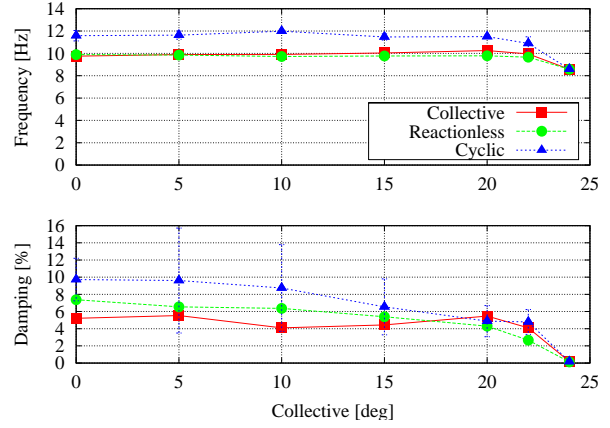 Frequency [Hz]
14
12
10
8
6
4
2
0
0 5 10 15 20 25
Collective
Reactionless
Cyclic
Damping [%]
16
14
12
10
8
6
4
2
0
0 5 10 15 20 25
Collective [deg]